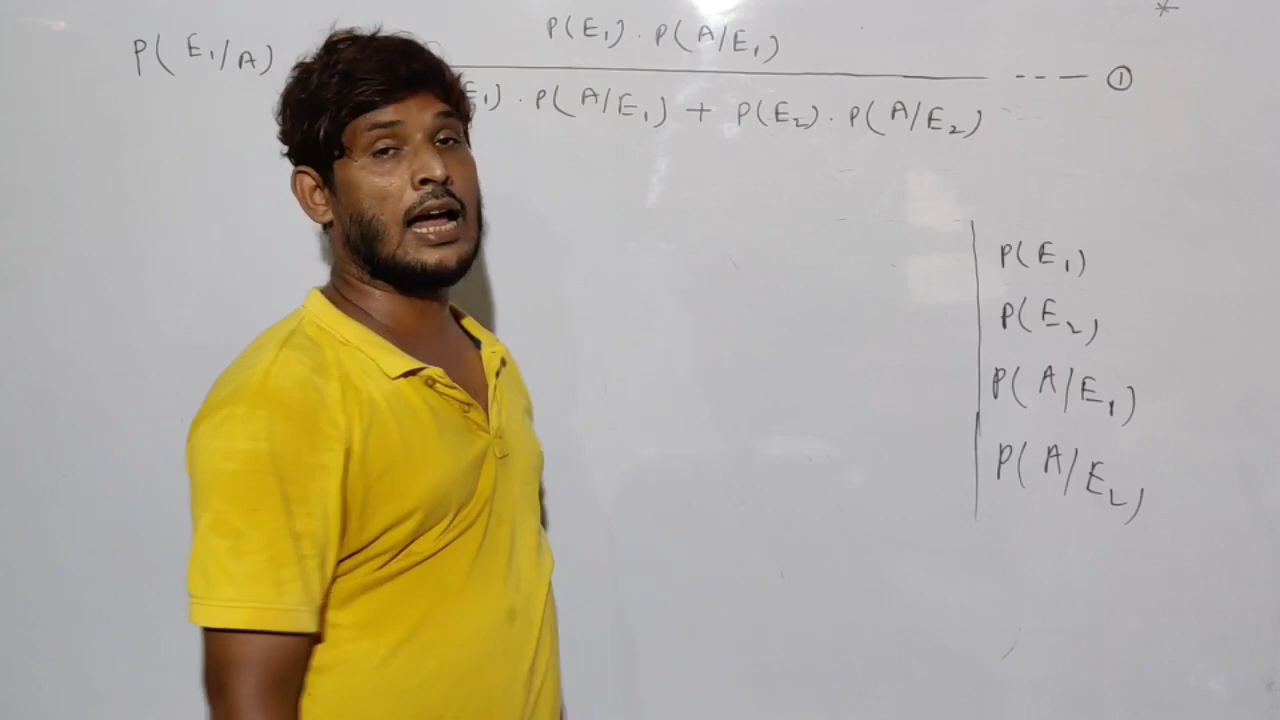 P(E₁).P(A/E₁)
P(E₁/A) ---- ①
E₁).P(A/E₁) + P(E₂).P(A/E₂)
P(E₁)
P(E₂)
P(A/E₁)
P(A/E₂)